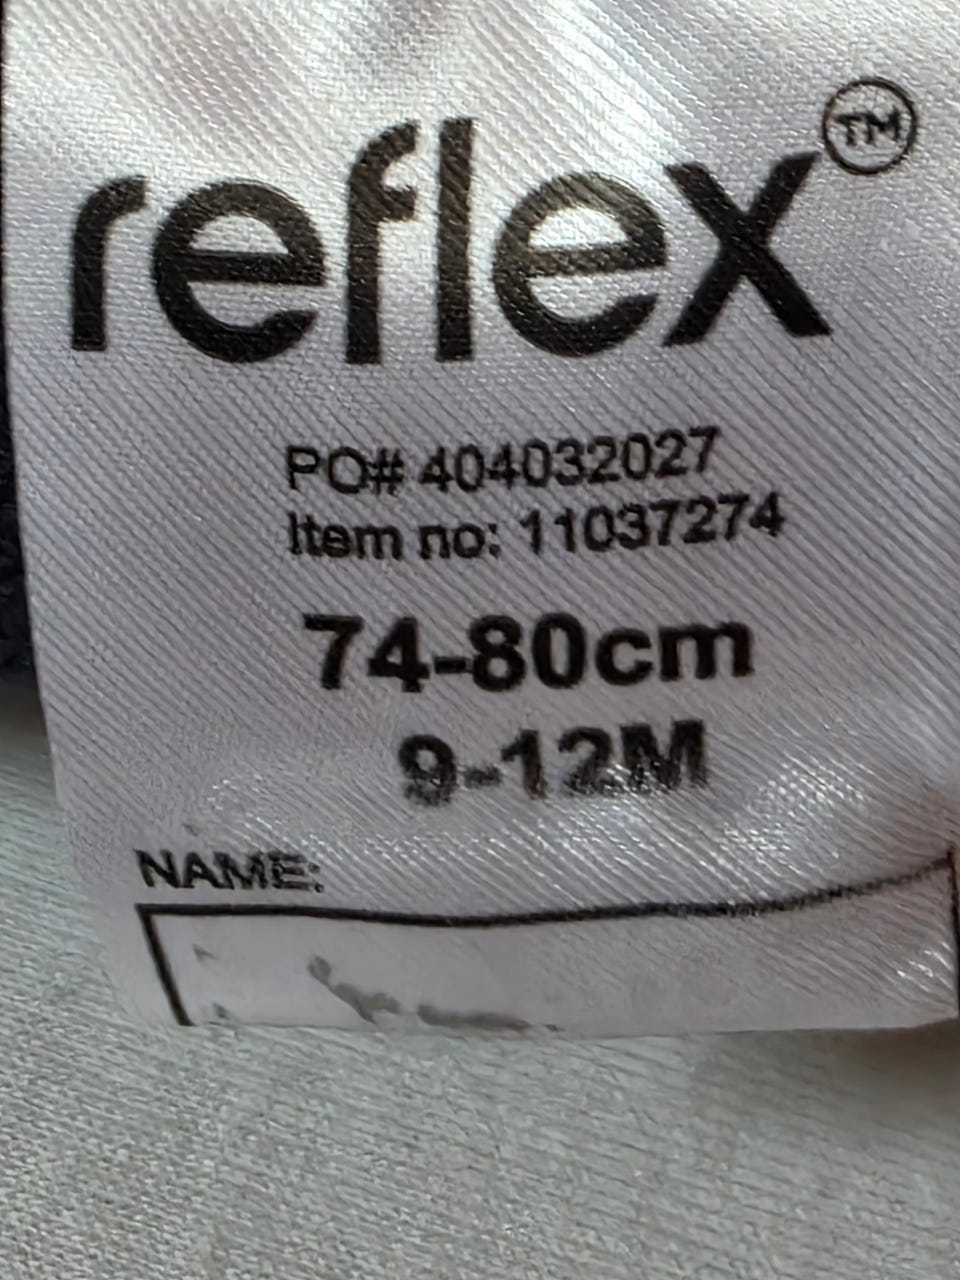 reflex™
PO# 404032027
Item no: 11037274
74-80cm
9-12M
NAME: